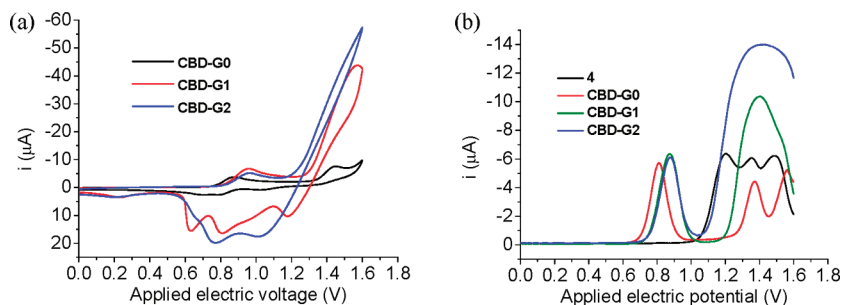 (a)
-60
-50
-40
-30
-20
-10
0
10
20
i (μA)
CBD-G0
CBD-G1
CBD-G2
0.0 0.2 0.4 0.6 0.8 1.0 1.2 1.4 1.6 1.8
Applied electric voltage (V)
(b)
-14
-12
-10
-8
-6
-4
-2
0
i (μA)
4
CBD-G0
CBD-G1
CBD-G2
0.0 0.2 0.4 0.6 0.8 1.0 1.2 1.4 1.6 1.8
Applied electric potential (V)